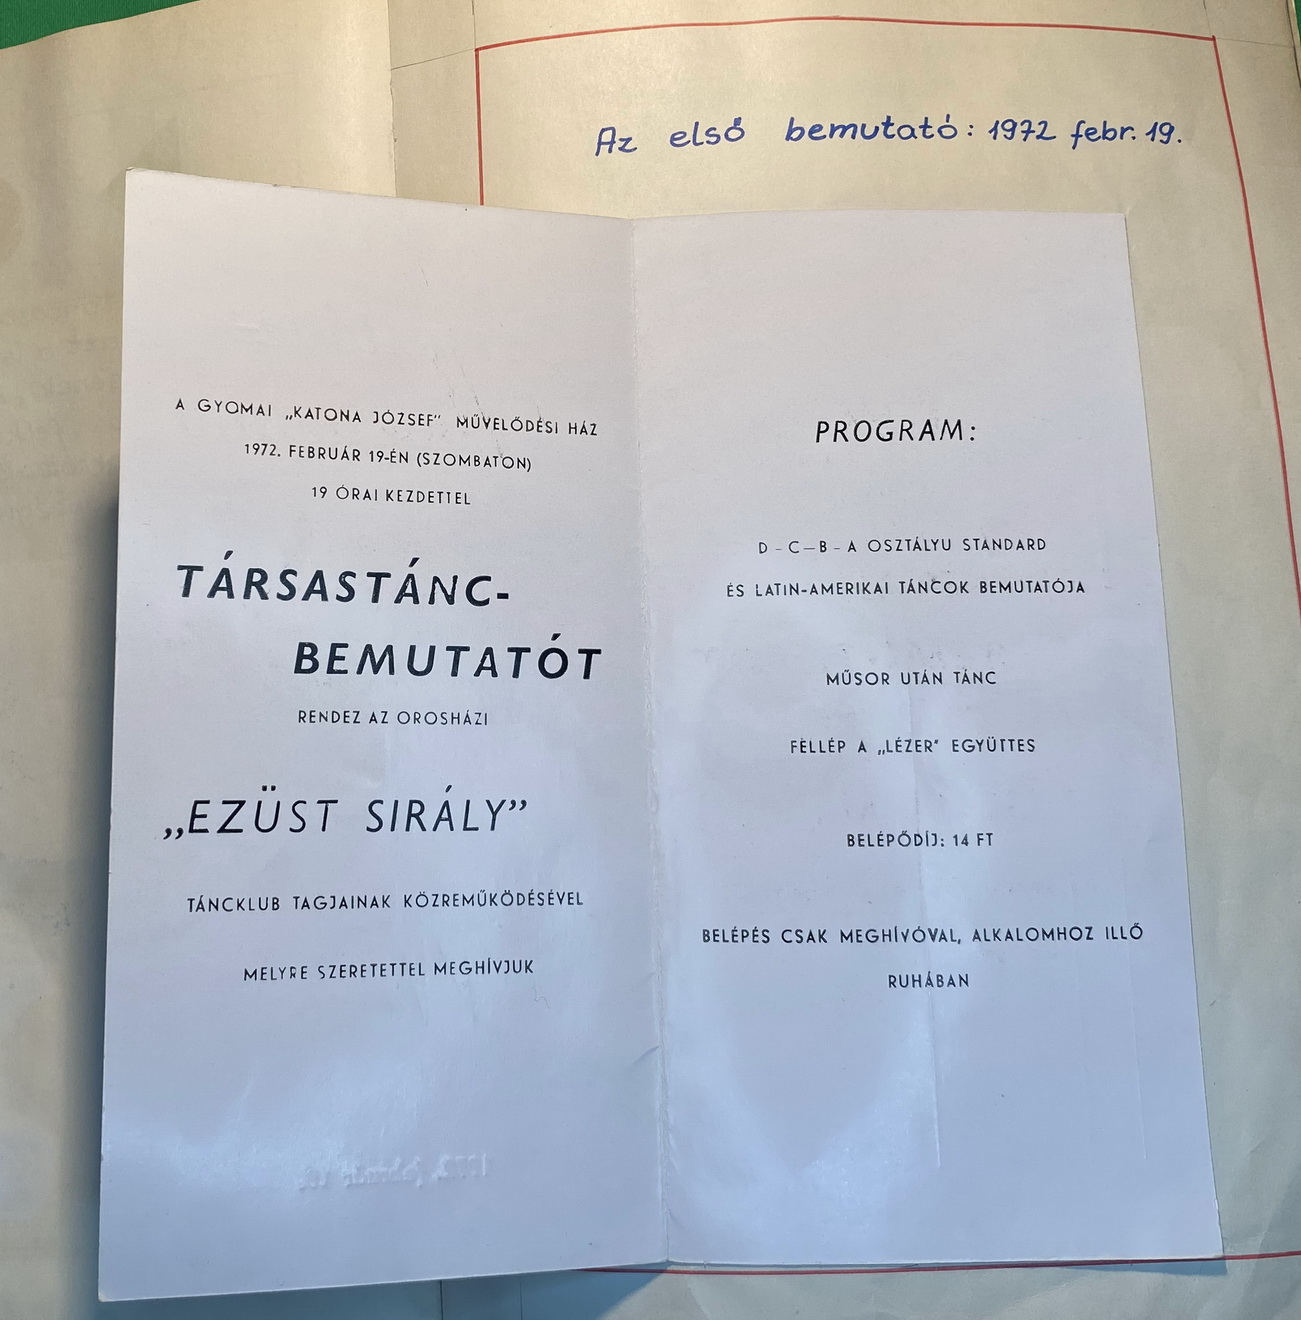 Az első bemutató: 1972 febr. 19.
A GYOMAI „KATONA JÓZSEF” MŰVELŐDÉSI HÁZ
1972. FEBRUÁR 19-ÉN (SZOMBATON)
19 ÓRAI KEZDETTEL
TÁRSASTÁNC-
BEMUTATÓT
RENDEZ AZ OROSHÁZI
„EZÜST SIRÁLY”
TÁNCKLUB TAGJAINAK KÖZREMŰKÖDÉSÉVEL
MELYRE SZERETETTEL MEGHÍVJUK
PROGRAM:
D - C — B - A OSZTÁLYU STANDARD
ÉS LATIN-AMERIKAI TÁNCOK BEMUTATÓJA
MŰSOR UTÁN TÁNC
FELLÉP A „LÉZER” EGYÜTTES
BELÉPŐDÍJ: 14 FT
BELÉPÉS CSAK MEGHÍVÓVAL, ALKALOMHOZ ILLŐ
RUHÁBAN